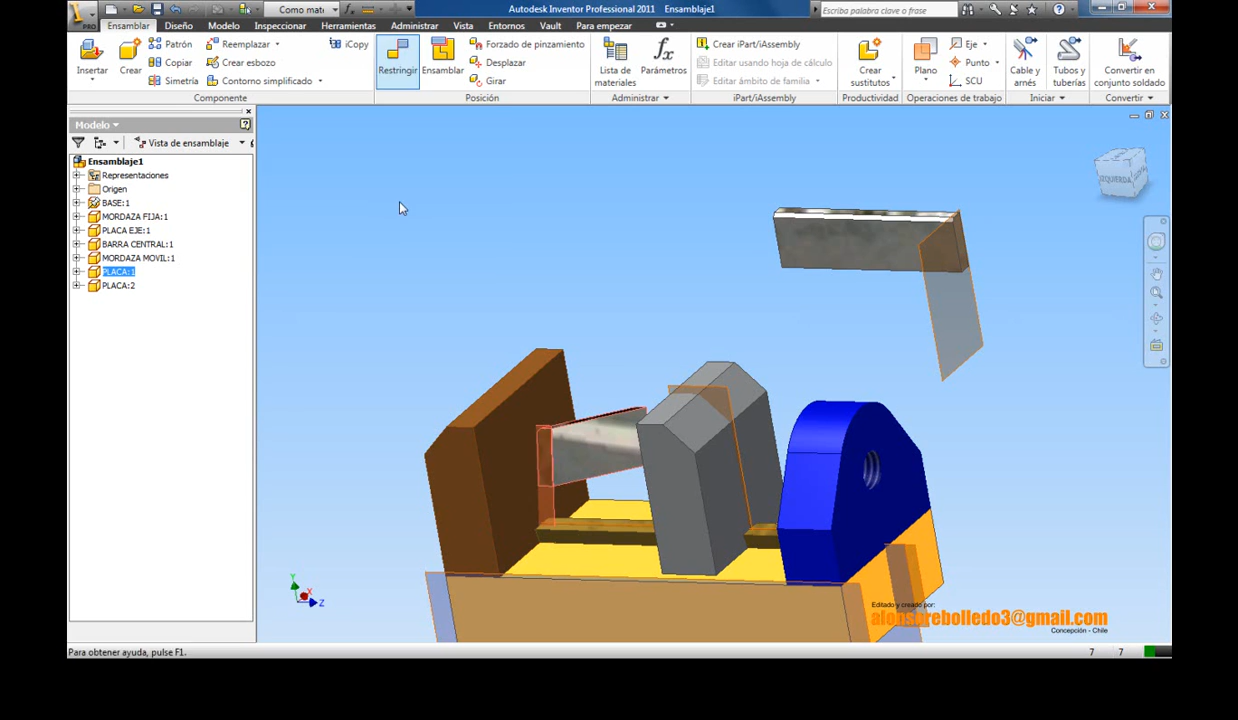 PRO
Como mat
Autodesk Inventor Professional 2011 Ensamblaje1
Escriba palabra clave o frase
Ensamblar Diseño Modelo Inspeccionar Herramientas Administrar Vista Entornos Vault Para empezar
Insertar
Crear
Patrón
Copiar
Simetría
Reemplazar
Crear esbozo
Contorno simplificado
iCopy
Componente
Restringir
Ensamblar
Forzado de pinzamiento
Desplazar
Girar
Posición
Lista de materiales
Parámetros
Administrar
Crear iPart/iAssembly
Editar usando hoja de cálculo
Editar ámbito de familia
iPart/iAssembly
Crear sustitutos
Productividad
Plano
Eje
Punto
SCU
Operaciones de trabajo
Cable y arnés
Tubos y tuberías
Iniciar
Convertir en conjunto soldado
Convertir
Modelo
Vista de ensamblaje
Ensamblaje1
Representaciones
Origen
BASE:1
MORDAZA FIJA:1
PLACA EJE:1
BARRA CENTRAL:1
MORDAZA MOVIL:1
PLACA:1
PLACA:2
IZQUIERDA
Y
X
Z
Editado y creado por:
alfonsorebolledo3@gmail.com
Concepción - Chile
Para obtener ayuda, pulse F1.
7 7